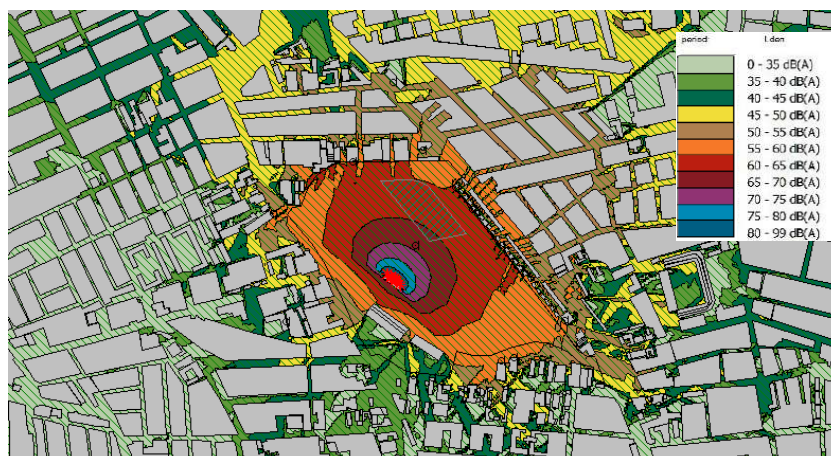 period: Lden
0 - 35 dB(A)
35 - 40 dB(A)
40 - 45 dB(A)
45 - 50 dB(A)
50 - 55 dB(A)
55 - 60 dB(A)
60 - 65 dB(A)
65 - 70 dB(A)
70 - 75 dB(A)
75 - 80 dB(A)
80 - 99 dB(A)